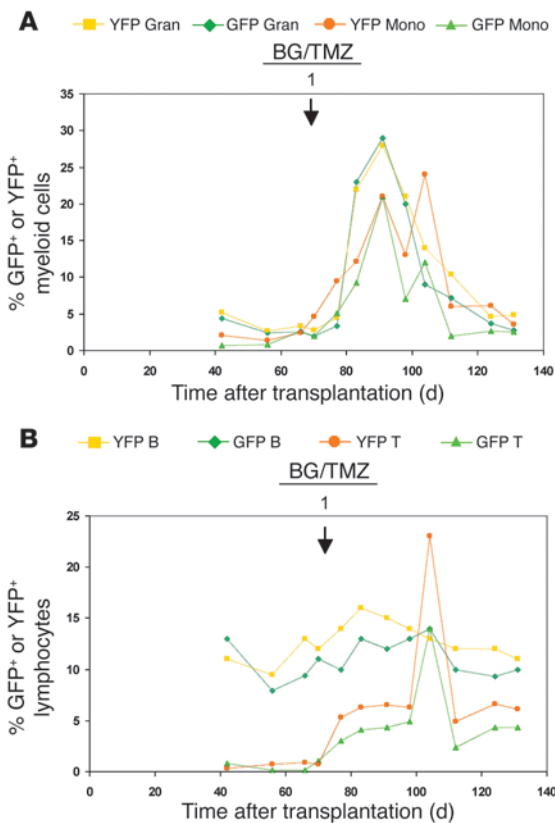 A
YFP Gran GFP Gran YFP Mono GFP Mono
BG/TMZ
1
35
30
25
20
15
10
5
0
% GFP+ or YFP+
myeloid cells
0 20 40 60 80 100 120 140
Time after transplantation (d)
B
YFP B GFP B YFP T GFP T
BG/TMZ
1
25
20
15
10
5
0
% GFP+ or YFP+
lymphocytes
0 20 40 60 80 100 120 140
Time after transplantation (d)